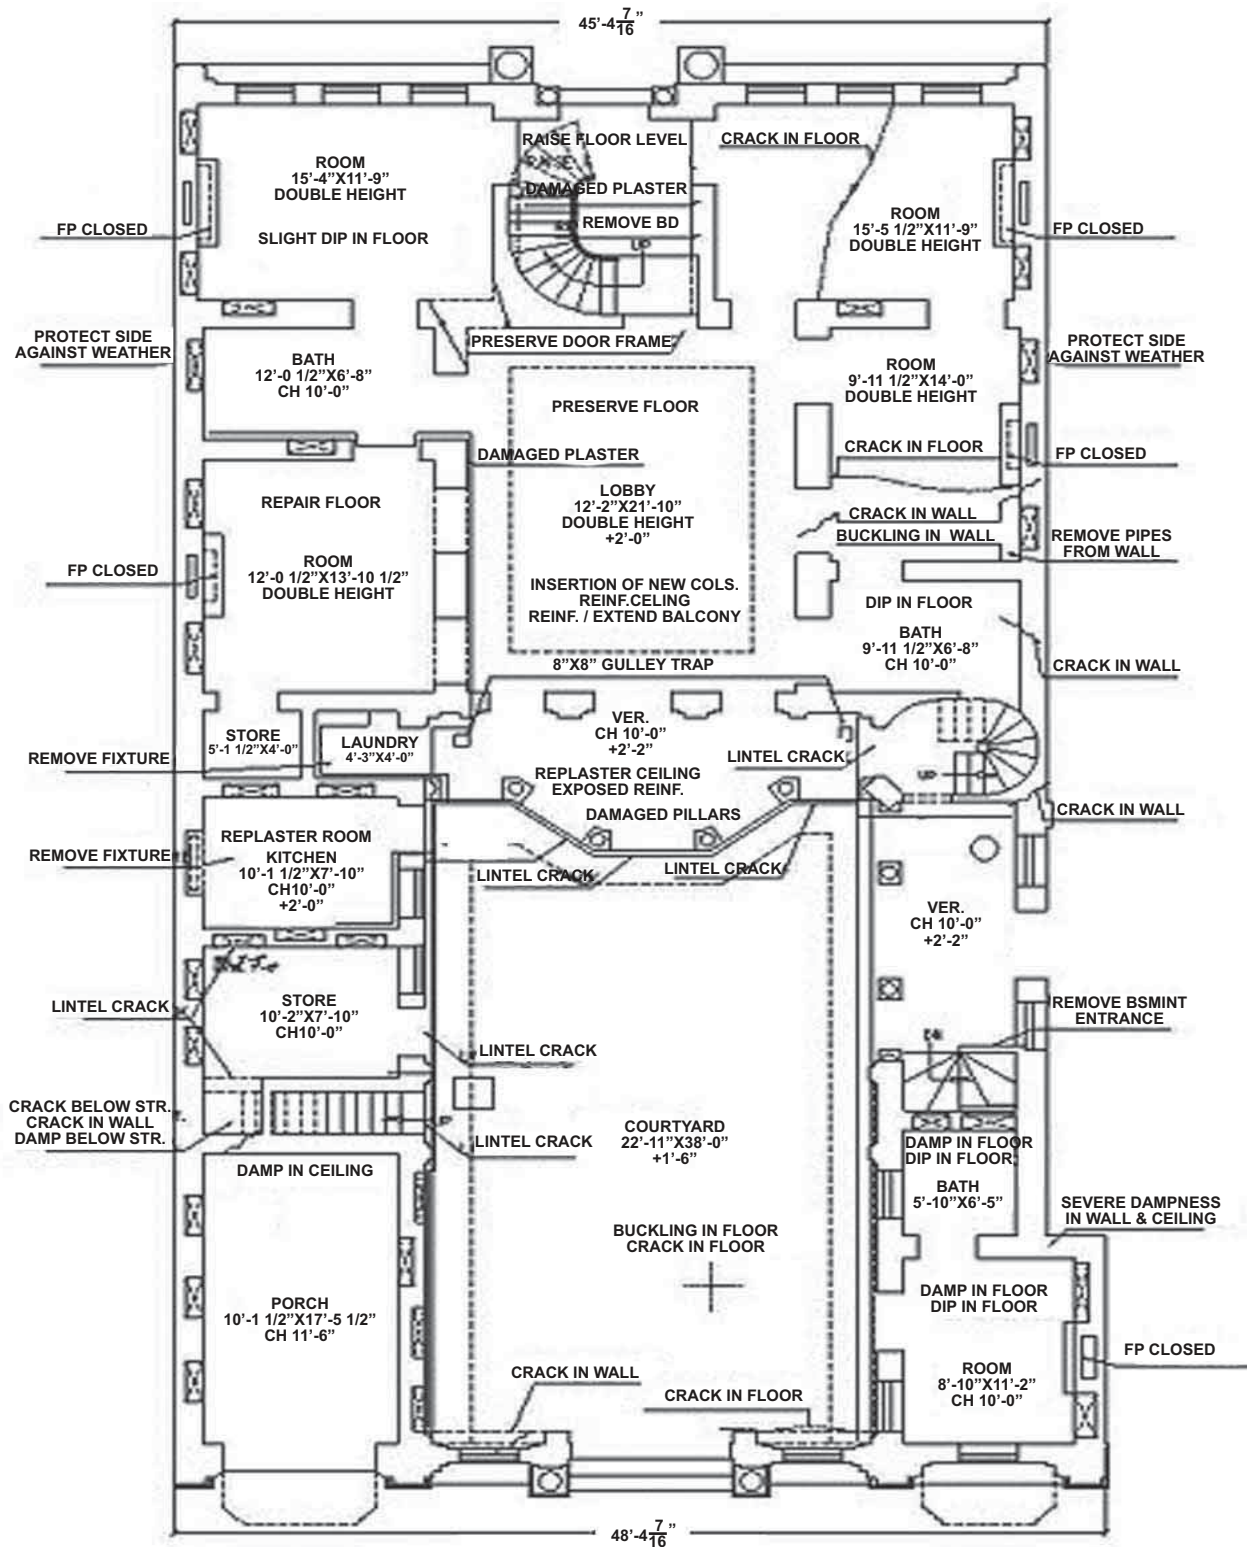 45'-4 7/16"
RAISE FLOOR LEVEL
CRACK IN FLOOR
RAISE
ROOM
15'-4"X11'-9"
DOUBLE HEIGHT
DAMAGED PLASTER
REMOVE BD
UP
ROOM
15'-5 1/2"X11'-9"
DOUBLE HEIGHT
FP CLOSED
SLIGHT DIP IN FLOOR
FP CLOSED
PROTECT SIDE
AGAINST WEATHER
PRESERVE DOOR FRAME
PROTECT SIDE
AGAINST WEATHER
BATH
12'-0 1/2"X6'-8"
CH 10'-0"
ROOM
9'-11 1/2"X14'-0"
DOUBLE HEIGHT
PRESERVE FLOOR
DAMAGED PLASTER
CRACK IN FLOOR
FP CLOSED
REPAIR FLOOR
LOBBY
12'-2"X21'-10"
DOUBLE HEIGHT
+2'-0"
CRACK IN WALL
BUCKLING IN WALL
REMOVE PIPES
FROM WALL
FP CLOSED
ROOM
12'-0 1/2"X13'-10 1/2"
DOUBLE HEIGHT
INSERTION OF NEW COLS.
REINF.CELING
REINF. / EXTEND BALCONY
DIP IN FLOOR
BATH
9'-11 1/2"X6'-8"
CH 10'-0"
8"X8" GULLEY TRAP
CRACK IN WALL
STORE
5'-1 1/2"X4'-0"
LAUNDRY
4'-3"X4'-0"
VER.
CH 10'-0"
+2'-2"
REMOVE FIXTURE
LINTEL CRACK
UP
REPLASTER CEILING
EXPOSED REINF.
DAMAGED PILLARS
CRACK IN WALL
REPLASTER ROOM
REMOVE FIXTURE
KITCHEN
10'-1 1/2"X7'-10"
CH10'-0"
+2'-0"
LINTEL CRACK
LINTEL CRACK
VER.
CH 10'-0"
+2'-2"
LINTEL CRACK
STORE
10'-2"X7'-10"
CH10'-0"
REMOVE BSMINT
ENTRANCE
LINTEL CRACK
CRACK BELOW STR.
CRACK IN WALL
DAMP BELOW STR.
LINTEL CRACK
COURTYARD
22'-11"X38'-0"
+1'-6"
DAMP IN FLOOR
DIP IN FLOOR
DAMP IN CEILING
BATH
5'-10"X6'-5"
SEVERE DAMPNESS
IN WALL & CEILING
BUCKLING IN FLOOR
CRACK IN FLOOR
PORCH
10'-1 1/2"X17'-5 1/2"
CH 11'-6"
DAMP IN FLOOR
DIP IN FLOOR
FP CLOSED
CRACK IN WALL
CRACK IN FLOOR
ROOM
8'-10"X11'-2"
CH 10'-0"
48'-4 7/16"